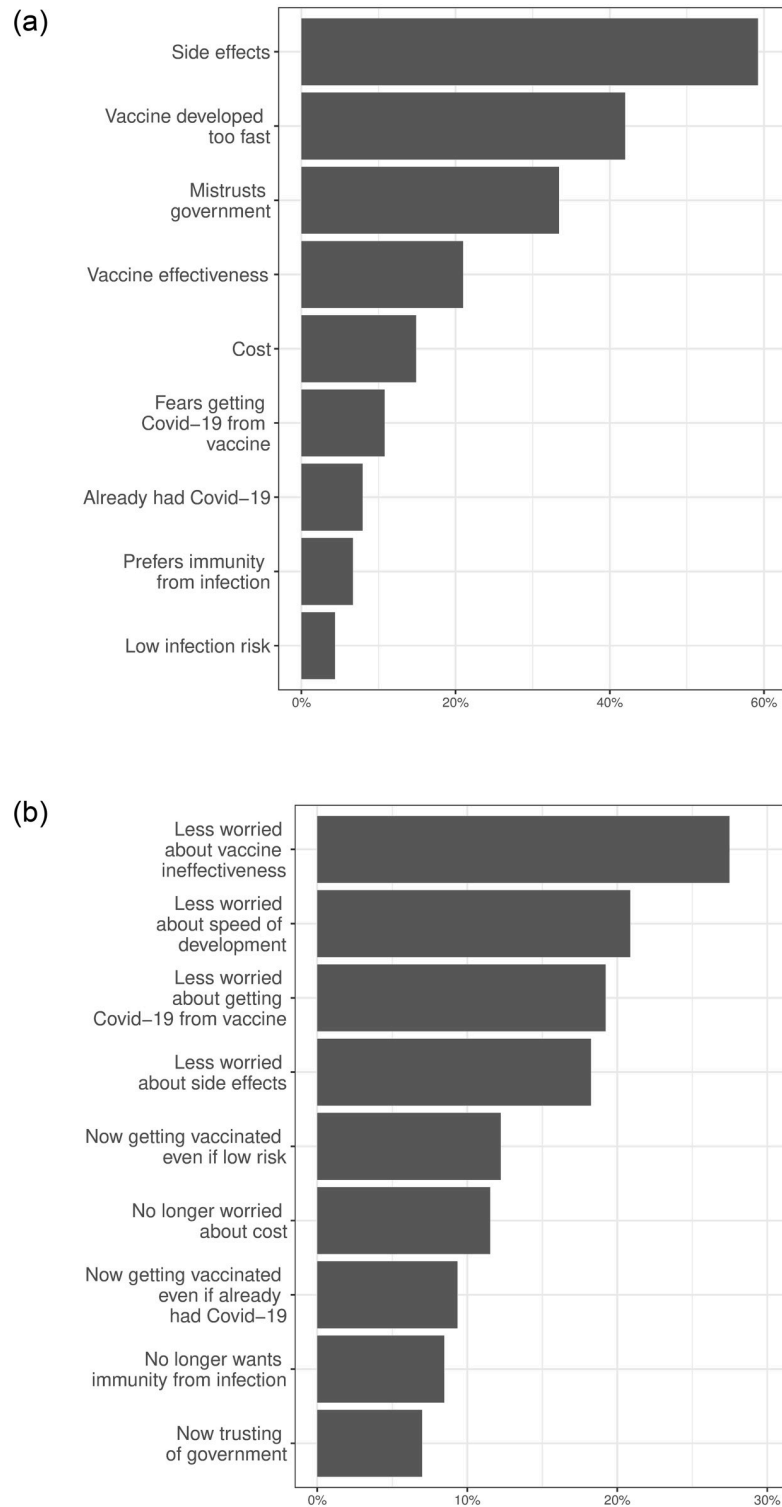 (a)
Side effects
Vaccine developed
too fast
Mistrusts
government
Vaccine effectiveness
Cost
Fears getting
Covid−19 from
vaccine
Already had Covid−19
Prefers immunity
from infection
Low infection risk
0% 20% 40% 60%
(b)
Less worried
about vaccine
ineffectiveness
Less worried
about speed of
development
Less worried
about getting
Covid−19 from vaccine
Less worried
about side effects
Now getting vaccinated
even if low risk
No longer worried
about cost
Now getting vaccinated
even if already
had Covid−19
No longer wants
immunity from infection
Now trusting
of government
0% 10% 20% 30%